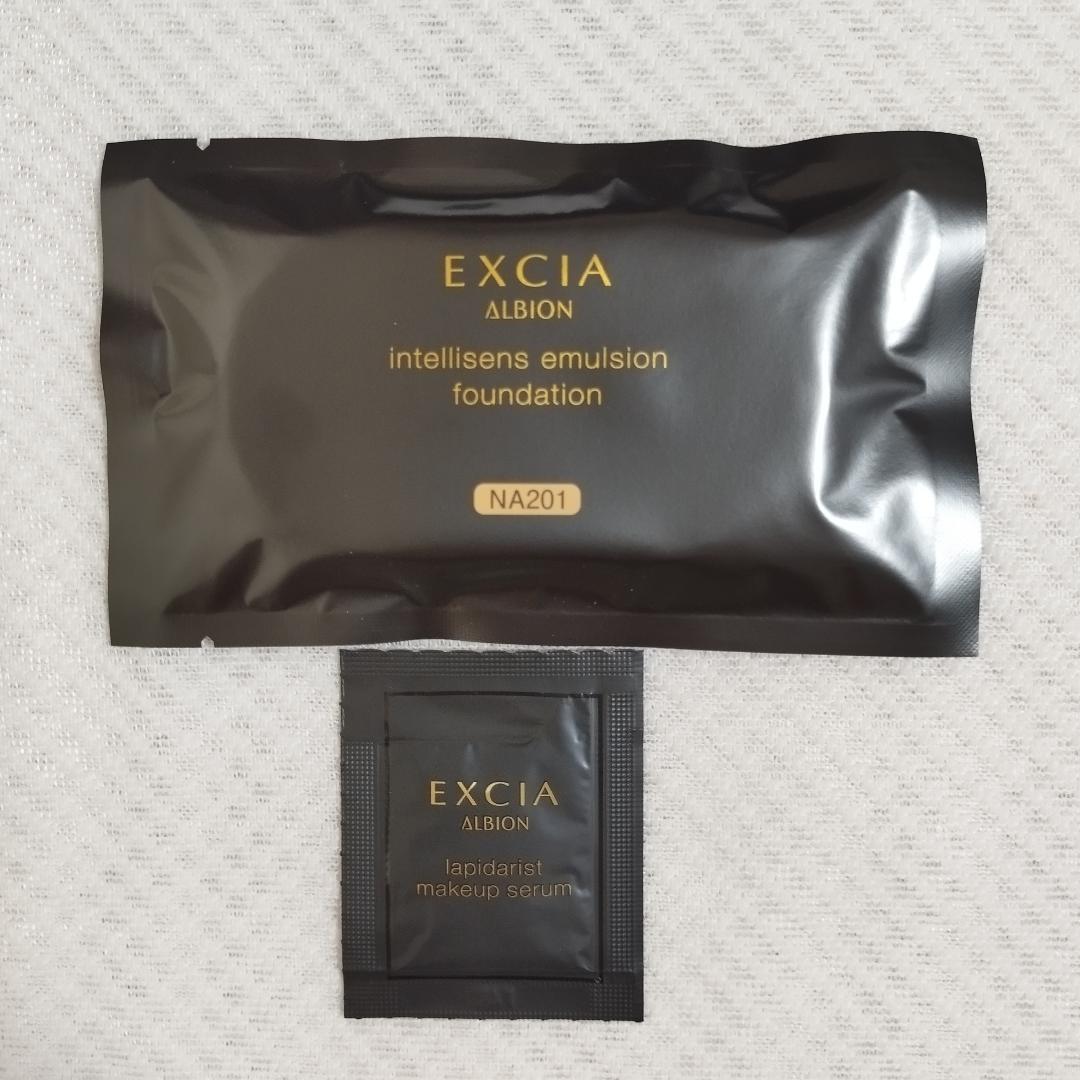 EXCIA
ALBION
intellisens emulsion
foundation
NA201
EXCIA
ALBION
lapidarist
makeup serum